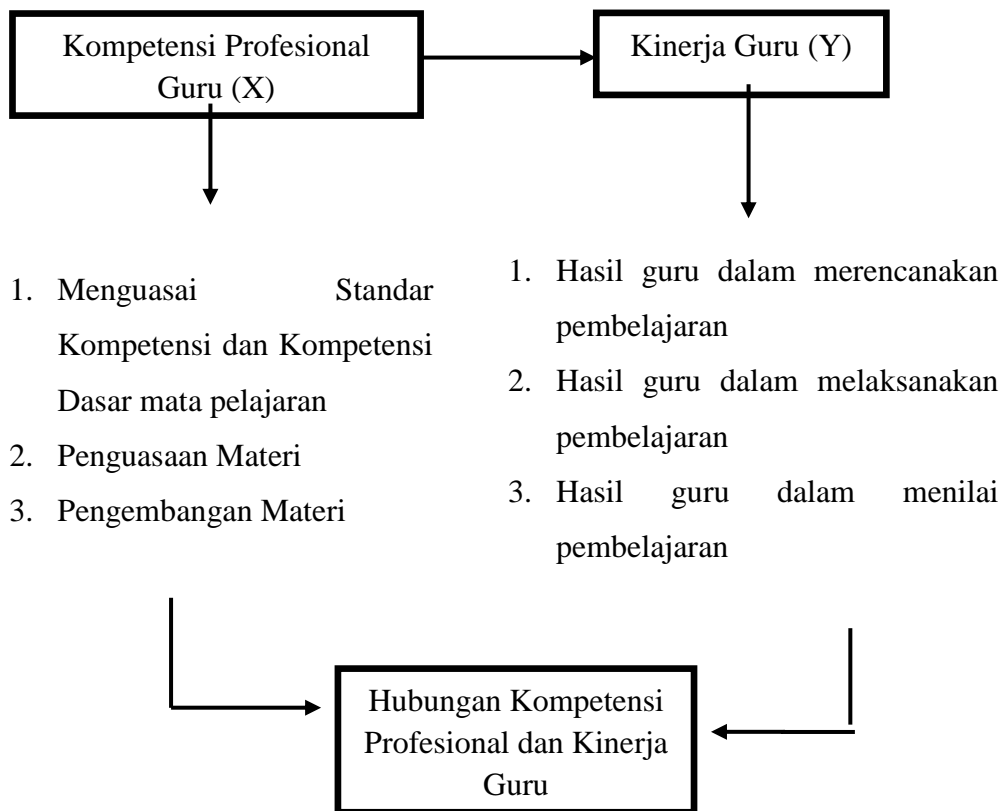 Kompetensi Profesional
Guru (X)
Kinerja Guru (Y)
1. Menguasai Standar
Kompetensi dan Kompetensi
Dasar mata pelajaran
2. Penguasaan Materi
3. Pengembangan Materi
1. Hasil guru dalam merencanakan
pembelajaran
2. Hasil guru dalam melaksanakan
pembelajaran
3. Hasil guru dalam menilai
pembelajaran
Hubungan Kompetensi
Profesional dan Kinerja
Guru